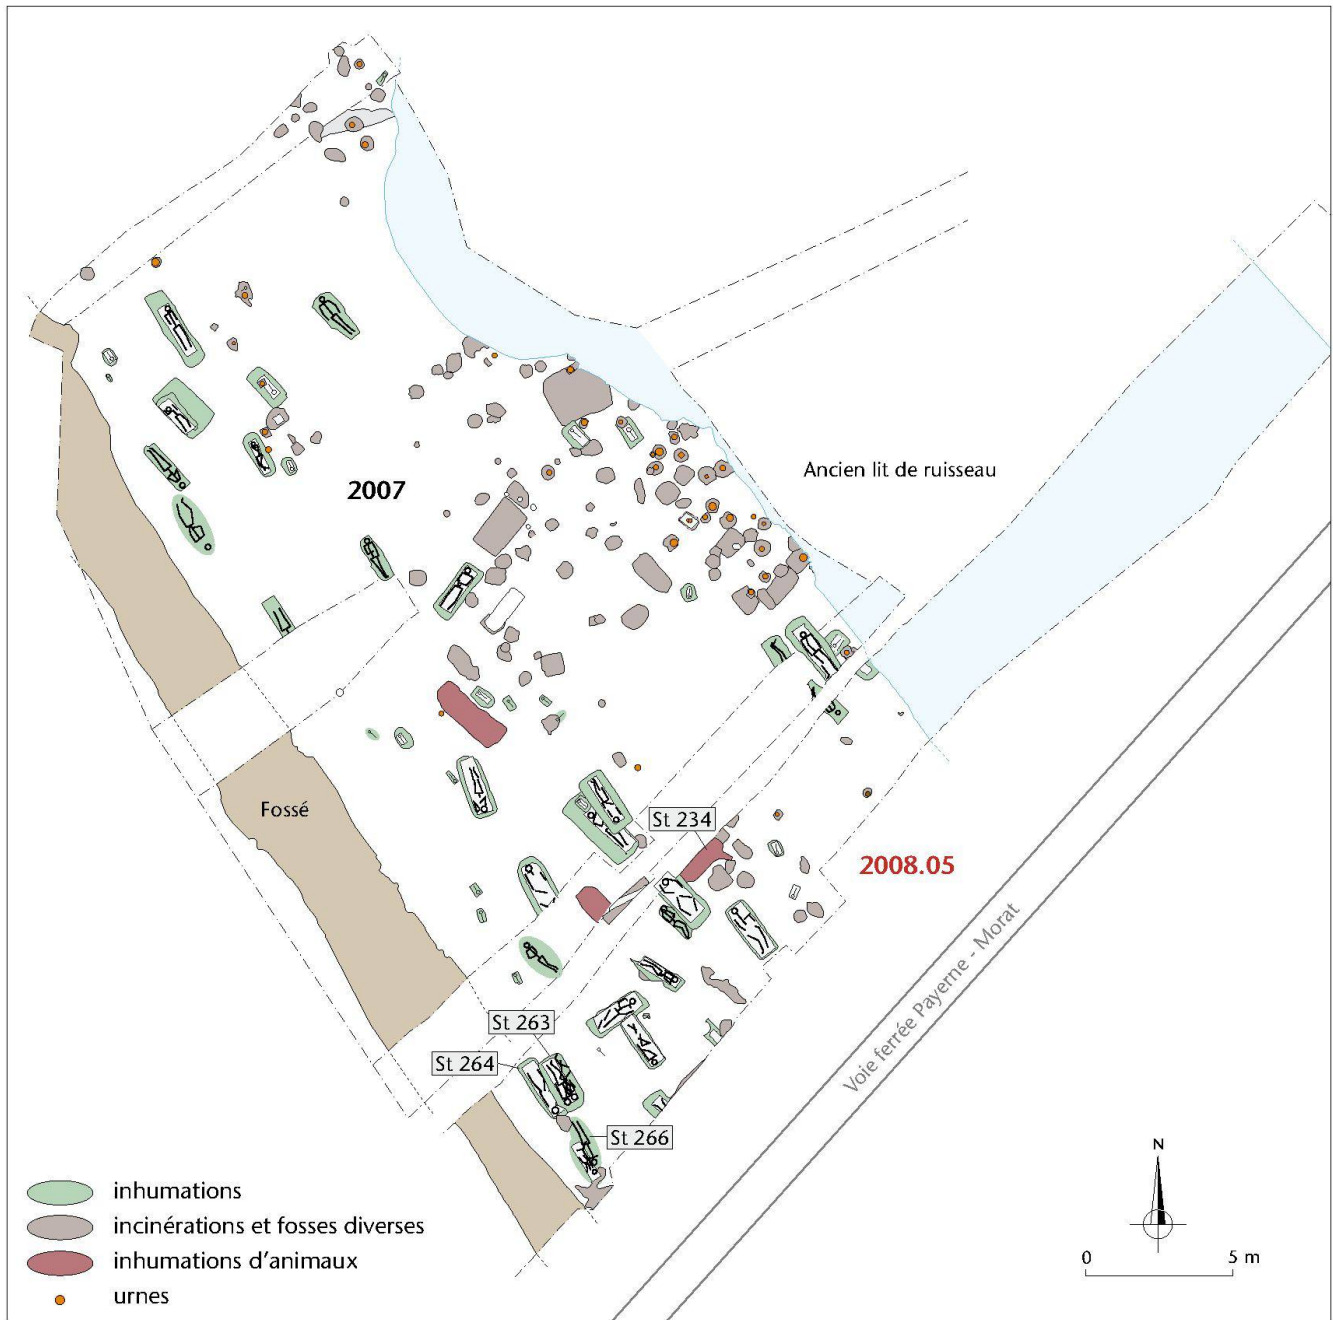 2007
Ancien lit de ruisseau
Fossé
St 234
2008.05
Voie ferrée Payerne - Morat
St 263
St 264
St 266
inhumations
incinérations et fosses diverses
inhumations d'animaux
urnes
N
0 5 m